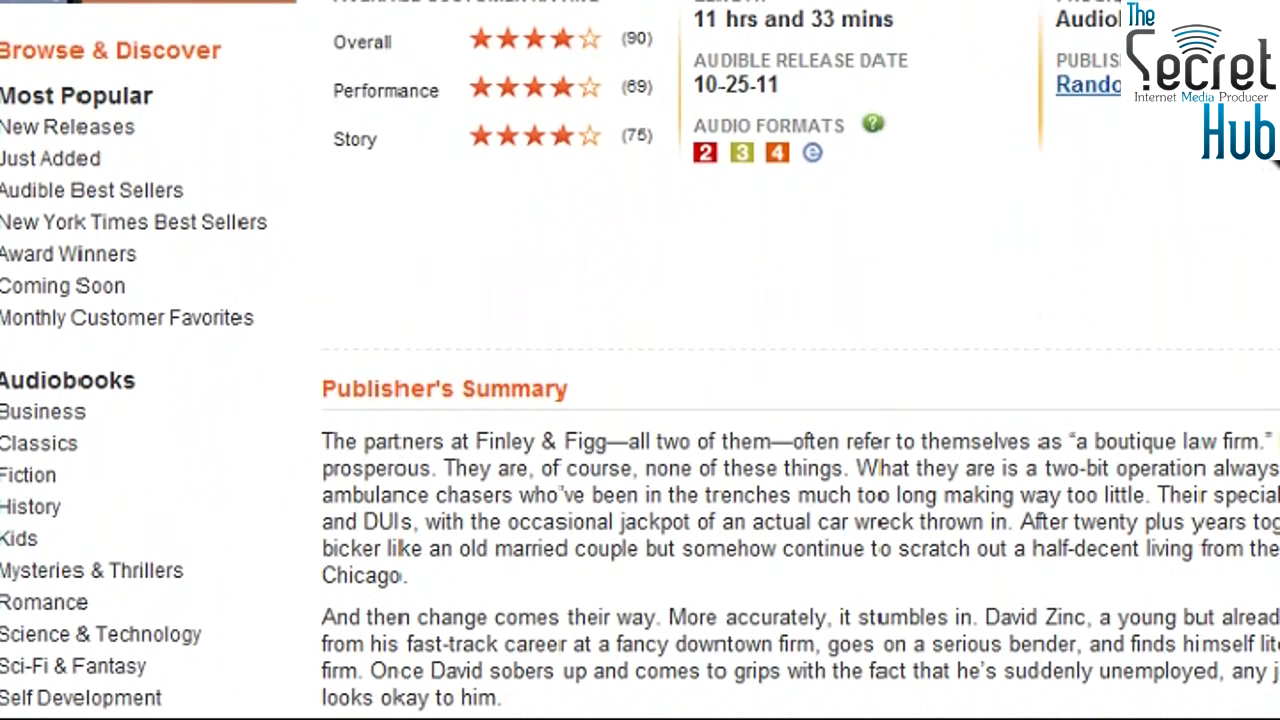 Browse & Discover
Most Popular
New Releases
Just Added
Audible Best Sellers
New York Times Best Sellers
Award Winners
Coming Soon
Monthly Customer Favorites
Audiobooks
Business
Classics
Fiction
History
Kids
Mysteries & Thrillers
Romance
Science & Technology
Sci-Fi & Fantasy
Self Development
Overall (90)
Performance (89)
Story (75)
11 hrs and 33 mins
AUDIBLE RELEASE DATE
10-25-11
AUDIO FORMATS ?
2 3 4 e
Audiol
PUBLIS
Rando
The
Secret
Internet Media Producer
Hub
Publisher's Summary
The partners at Finley & Figg—all two of them—often refer to themselves as “a boutique law firm.”
prosperous. They are, of course, none of these things. What they are is a two-bit operation always
ambulance chasers who’ve been in the trenches much too long making way too little. Their special
and DUIs, with the occasional jackpot of an actual car wreck thrown in. After twenty plus years tog
bicker like an old married couple but somehow continue to scratch out a half-decent living from the
Chicago.
And then change comes their way. More accurately, it stumbles in. David Zinc, a young but alread
from his fast-track career at a fancy downtown firm, goes on a serious bender, and finds himself lite
firm. Once David sobers up and comes to grips with the fact that he’s suddenly unemployed, any j
looks okay to him.